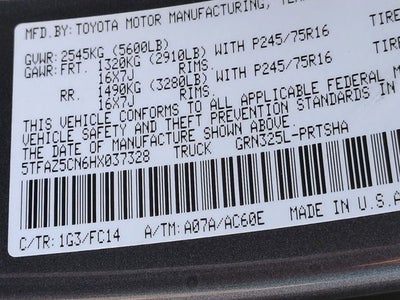 MFD.BY: TOYOTA MOTOR MANUFACTURING,
GVWR: 2545KG (5600LB)
GAWR: FRT. 1320KG (2910LB) WITH P245/75R16 TIRE
16X7J RIMS.
RR. 1490KG (3280LB) WITH P245/75R16 TIRE
16X7J RIMS.
THIS VEHICLE CONFORMS TO ALL APPLICABLE FEDERAL
VEHICLE SAFETY AND THEFT PREVENTION STANDARDS IN
THE DATE OF MANUFACTURE SHOWN ABOVE.
5TFAZ5CN6HX037328 TRUCK GRN325L-PRTSHA
C/TR: 1G3/FC14 A/TM: A07A/AC60E MADE IN U.S.A